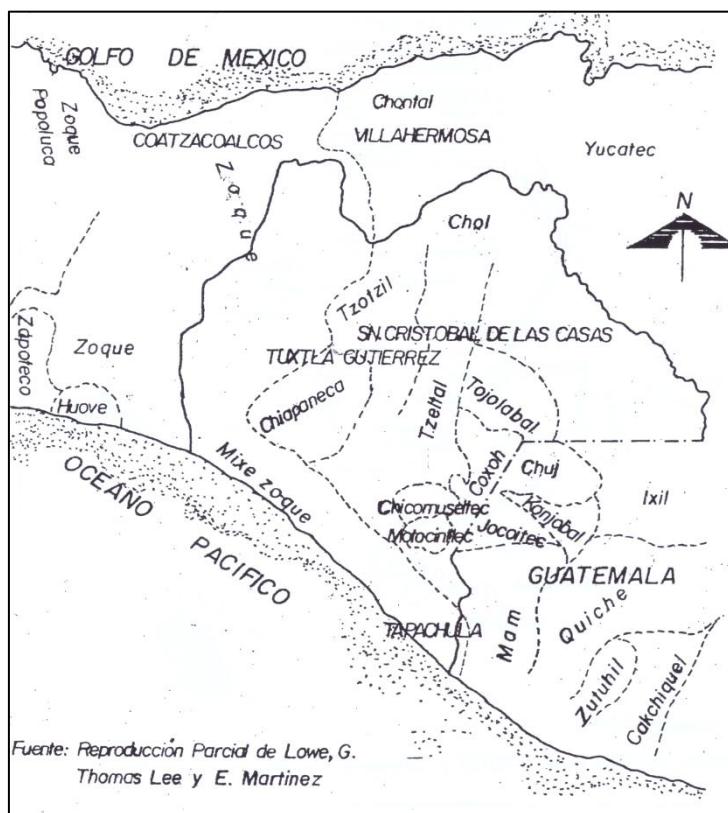 GOLFO DE MEXICO
Zoque
Popoluca
COATZACOALCOS
Chontal
VILLAHERMOSA
Yucatec
Zoque
N
Chol
Tzotzil
SN. CRISTOBAL DE LAS CASAS
TUXTLA GUTIERREZ
Zapoteco
Zoque
Huove
Chiapaneca
Tzeltal
Tojolabal
Mixe zoque
Coxoh
Chuj
Ixil
Kanjobal
Chicomuseltec
Motocintlec
Jacaltec
OCEANO
PACIFICO
GUATEMALA
TAPACHULA
Mam
Quiche
Zutuhil
Cakchiquel
Fuente: Reproducción Parcial de Lowe, G.
Thomas Lee y E. Martinez